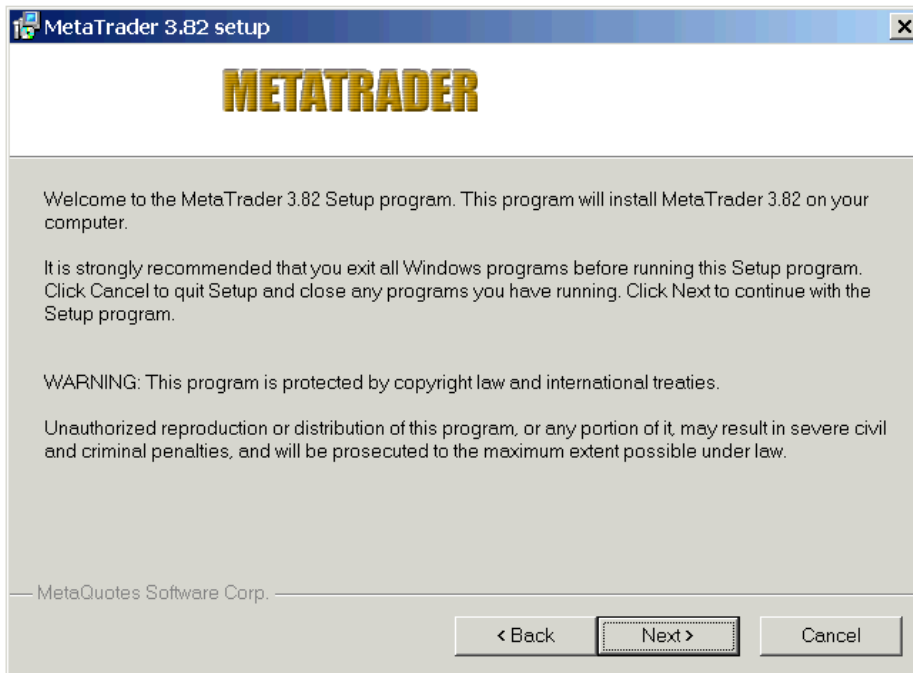 MetaTrader 3.82 setup
METATRADER
Welcome to the MetaTrader 3.82 Setup program. This program will install MetaTrader 3.82 on your
computer.
It is strongly recommended that you exit all Windows programs before running this Setup program.
Click Cancel to quit Setup and close any programs you have running. Click Next to continue with the
Setup program.
WARNING: This program is protected by copyright law and international treaties.
Unauthorized reproduction or distribution of this program, or any portion of it, may result in severe civil
and criminal penalties, and will be prosecuted to the maximum extent possible under law.
MetaQuotes Software Corp.
< Back Next > Cancel